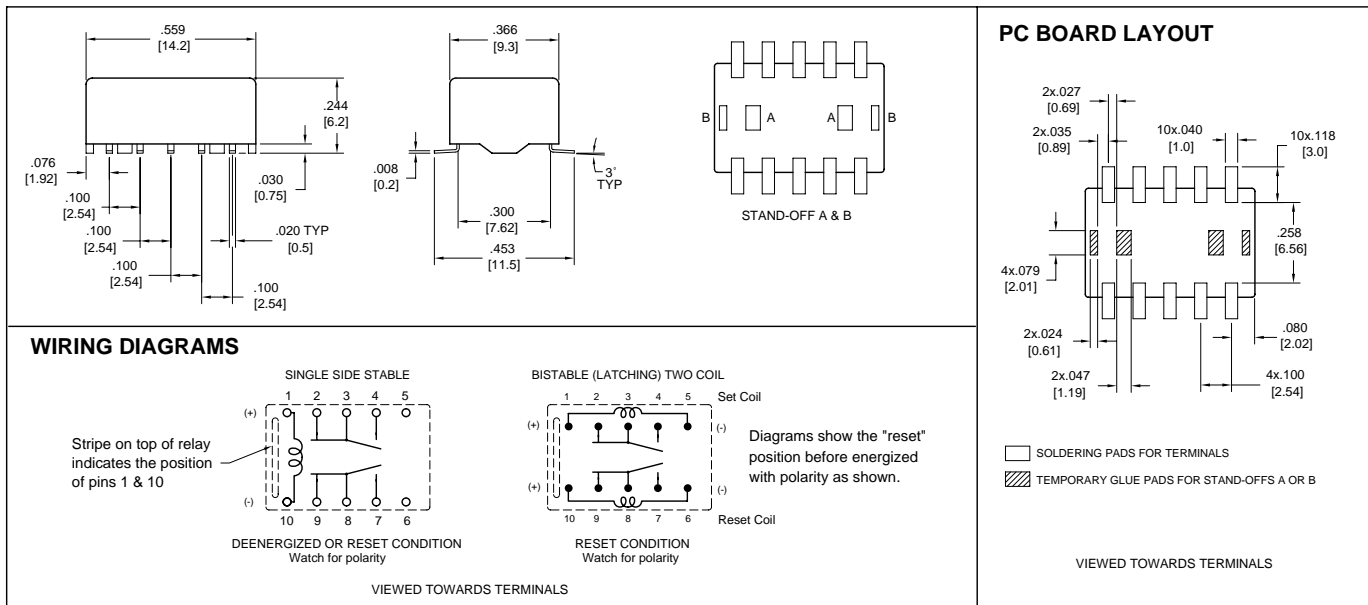 .559
[14.2]
.244
[6.2]
.076
[1.92]
.030
[0.75]
.100
[2.54]
.020 TYP
[0.5]
.100
[2.54]
.100
[2.54]
.100
[2.54]
.366
[9.3]
.008
[0.2]
3°
TYP
.300
[7.62]
.453
[11.5]
B
A
A
B
STAND-OFF A & B
PC BOARD LAYOUT
2x.027
[0.69]
2x.035
[0.89]
10x.040
[1.0]
10x.118
[3.0]
.258
[6.56]
4x.079
[2.01]
.080
[2.02]
2x.024
[0.61]
2x.047
[1.19]
4x.100
[2.54]
SOLDERING PADS FOR TERMINALS
TEMPORARY GLUE PADS FOR STAND-OFFS A OR B
VIEWED TOWARDS TERMINALS
WIRING DIAGRAMS
SINGLE SIDE STABLE
1 2 3 4 5
(+)
Stripe on top of relay
indicates the position
of pins 1 & 10
(-)
10 9 8 7 6
DEENERGIZED OR RESET CONDITION
Watch for polarity
BISTABLE (LATCHING) TWO COIL
1 2 3 4 5 Set Coil
(+) (-)
Diagrams show the "reset"
position before energized
with polarity as shown.
(+) (-)
10 9 8 7 6 Reset Coil
RESET CONDITION
Watch for polarity
VIEWED TOWARDS TERMINALS